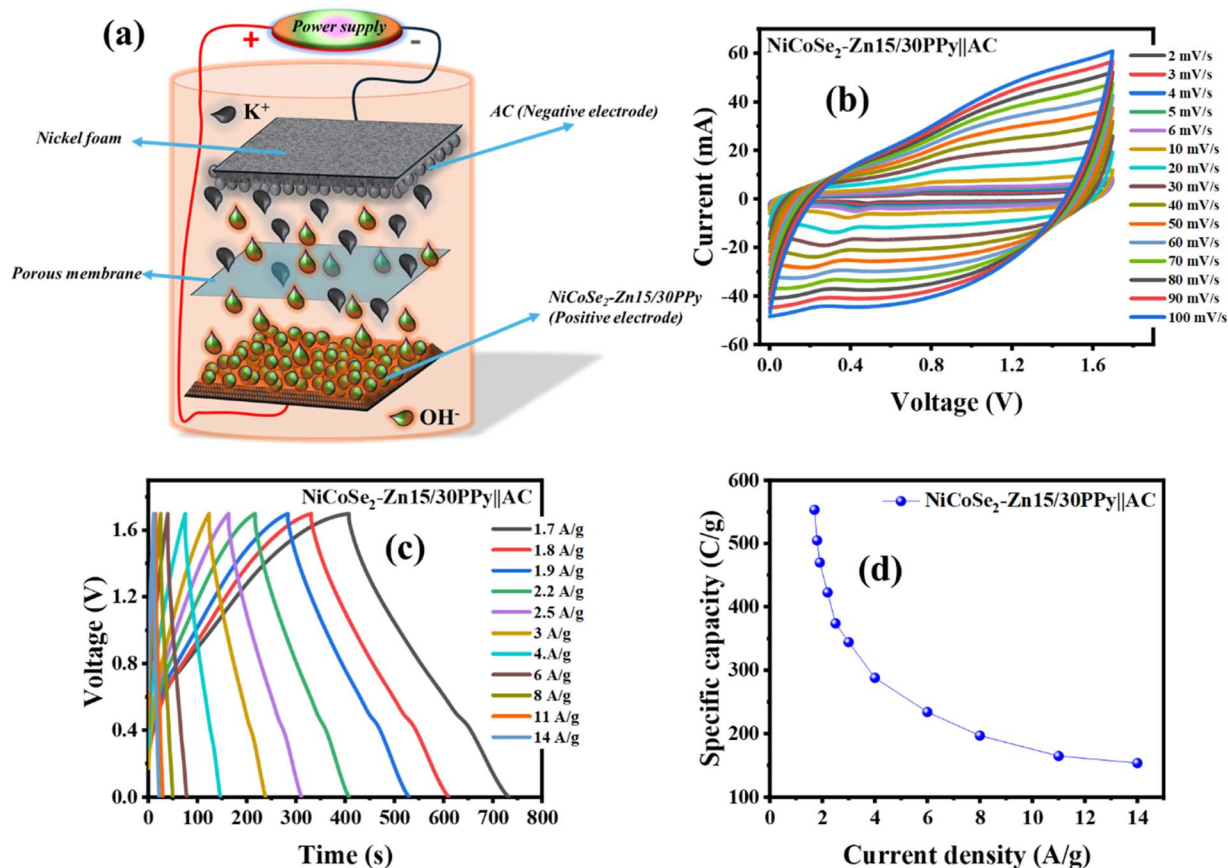 (a)
Power supply
+
-
K⁺
Nickel foam
AC (Negative electrode)
Porous membrane
NiCoSe₂-Zn15/30PPy
(Positive electrode)
OH⁻
NiCoSe₂-Zn15/30PPy||AC
(b)
60
40
20
0
-20
-40
-60
Current (mA)
0.0
0.4
0.8
1.2
1.6
Voltage (V)
2 mV/s
3 mV/s
4 mV/s
5 mV/s
6 mV/s
10 mV/s
20 mV/s
30 mV/s
40 mV/s
50 mV/s
60 mV/s
70 mV/s
80 mV/s
90 mV/s
100 mV/s
NiCoSe₂-Zn15/30PPy||AC
(c)
1.6
1.2
0.8
0.4
0.0
Voltage (V)
0
100
200
300
400
500
600
700
800
Time (s)
1.7 A/g
1.8 A/g
1.9 A/g
2.2 A/g
2.5 A/g
3 A/g
4.A/g
6 A/g
8 A/g
11 A/g
14 A/g
NiCoSe₂-Zn15/30PPy||AC
(d)
600
500
400
300
200
100
Specific capacity (C/g)
0
2
4
6
8
10
12
14
Current density (A/g)